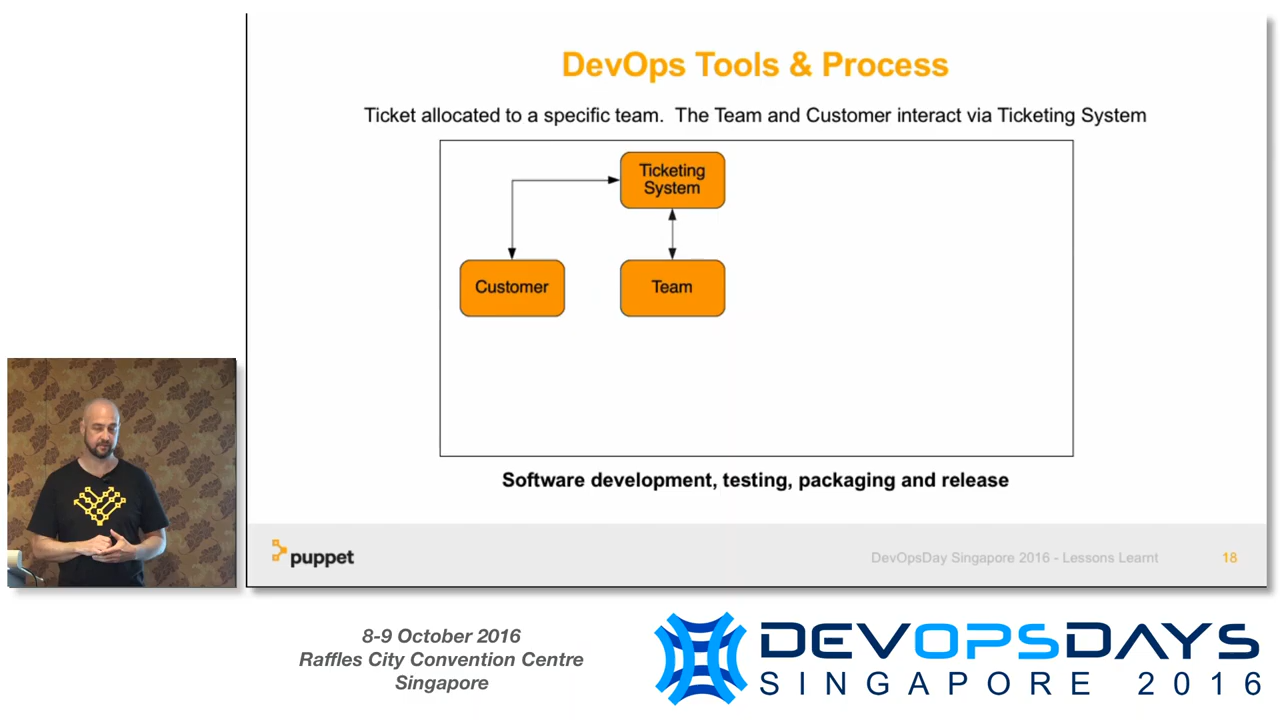 DevOps Tools & Process
Ticket allocated to a specific team.  The Team and Customer interact via Ticketing System
Ticketing
System
Customer
Team
Software development, testing, packaging and release
puppet
DevOpsDay Singapore 2016 - Lessons Learnt
18
8-9 October 2016
Raffles City Convention Centre
Singapore
DEVOPSDAYS
SINGAPORE 2016